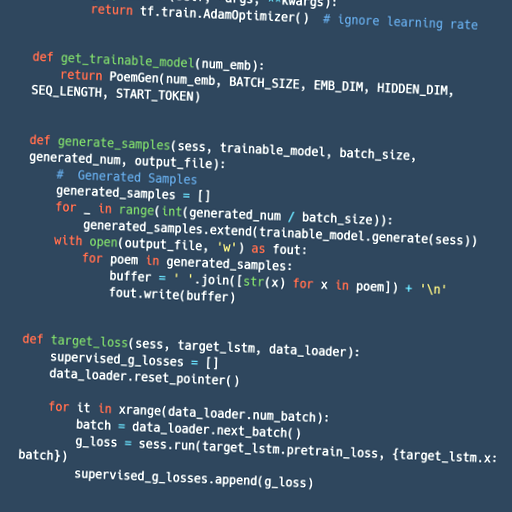 return tf.train.AdamOptimizer()  # ignore learning rate
def get_trainable_model(num_emb):
    return PoemGen(num_emb, BATCH_SIZE, EMB_DIM, HIDDEN_DIM,
SEQ_LENGTH, START_TOKEN)
def generate_samples(sess, trainable_model, batch_size,
generated_num, output_file):
    #  Generated Samples
    generated_samples = []
    for _ in range(int(generated_num / batch_size)):
        generated_samples.extend(trainable_model.generate(sess))
    with open(output_file, 'w') as fout:
        for poem in generated_samples:
            buffer = ' '.join([str(x) for x in poem]) + '\n'
            fout.write(buffer)
def target_loss(sess, target_lstm, data_loader):
    supervised_g_losses = []
    data_loader.reset_pointer()
    for it in xrange(data_loader.num_batch):
        batch = data_loader.next_batch()
        g_loss = sess.run(target_lstm.pretrain_loss, {target_lstm.x:
batch})
        supervised_g_losses.append(g_loss)